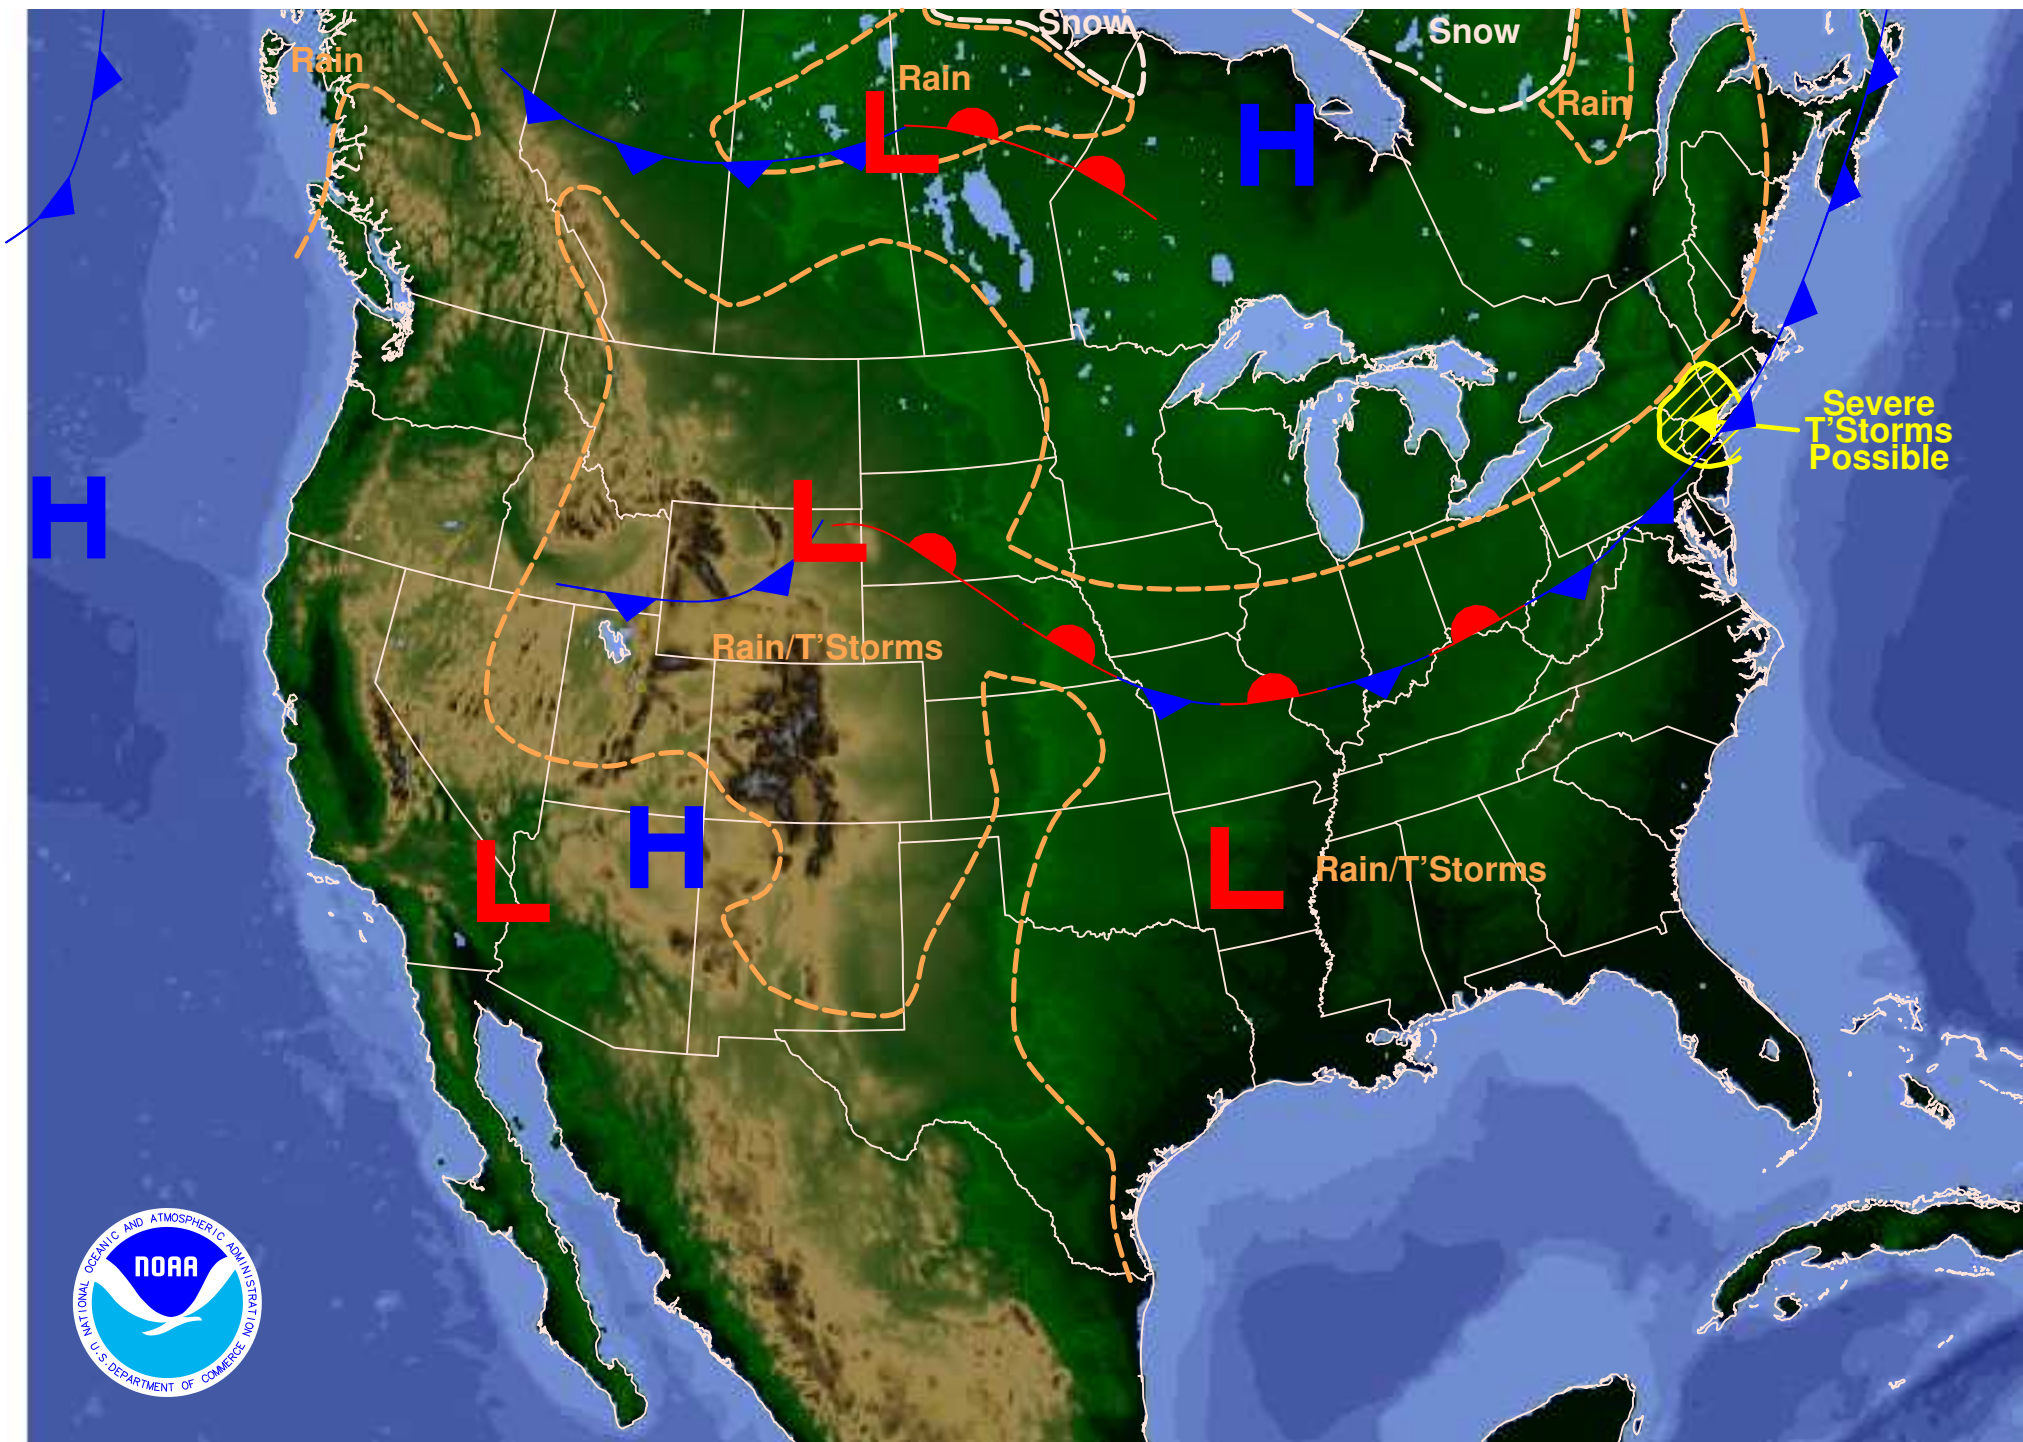 Snow
Snow
Rain
Rain
Rain
H
L
Severe
T'Storms
Possible
H
L
Rain/T'Storms
H
L
L
Rain/T'Storms
NATIONAL OCEANIC AND ATMOSPHERIC ADMINISTRATION
NOAA
U.S. DEPARTMENT OF COMMERCE